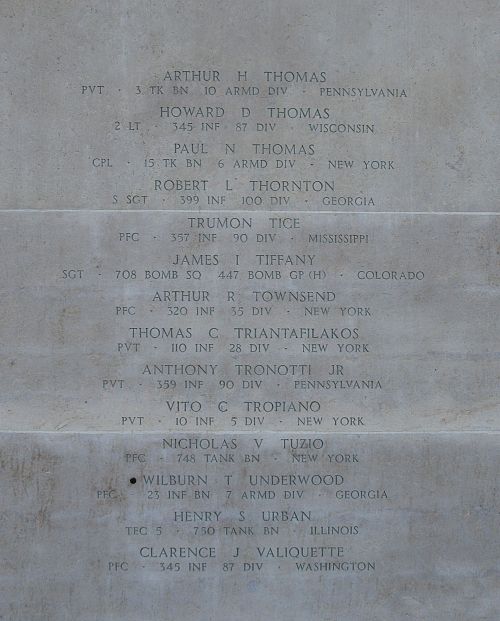 ARTHUR H THOMAS
PVT · 3 TK BN 10 ARMD DIV · PENNSYLVANIA
HOWARD D THOMAS
2 LT · 345 INF 87 DIV · WISCONSIN
PAUL N THOMAS
CPL · 15 TK BN 6 ARMD DIV · NEW YORK
ROBERT L THORNTON
S SGT · 399 INF 100 DIV · GEORGIA
TRUMON TICE
PFC · 357 INF 90 DIV · MISSISSIPPI
JAMES I TIFFANY
SGT · 708 BOMB SQ 447 BOMB GP (H) · COLORADO
ARTHUR R TOWNSEND
PFC · 320 INF 35 DIV · NEW YORK
THOMAS C TRIANTAFILAKOS
PVT · 110 INF 28 DIV · NEW YORK
ANTHONY TRONOTTI JR
PVT · 359 INF 90 DIV · PENNSYLVANIA
VITO C TROPIANO
PVT · 10 INF 5 DIV · NEW YORK
NICHOLAS V TUZIO
PFC · 748 TANK BN · NEW YORK
WILBURN T UNDERWOOD
PFC · 23 INF BN 7 ARMD DIV · GEORGIA
HENRY S URBAN
TEC 5 · 750 TANK BN · ILLINOIS
CLARENCE J VALIQUETTE
PFC · 345 INF 87 DIV · WASHINGTON